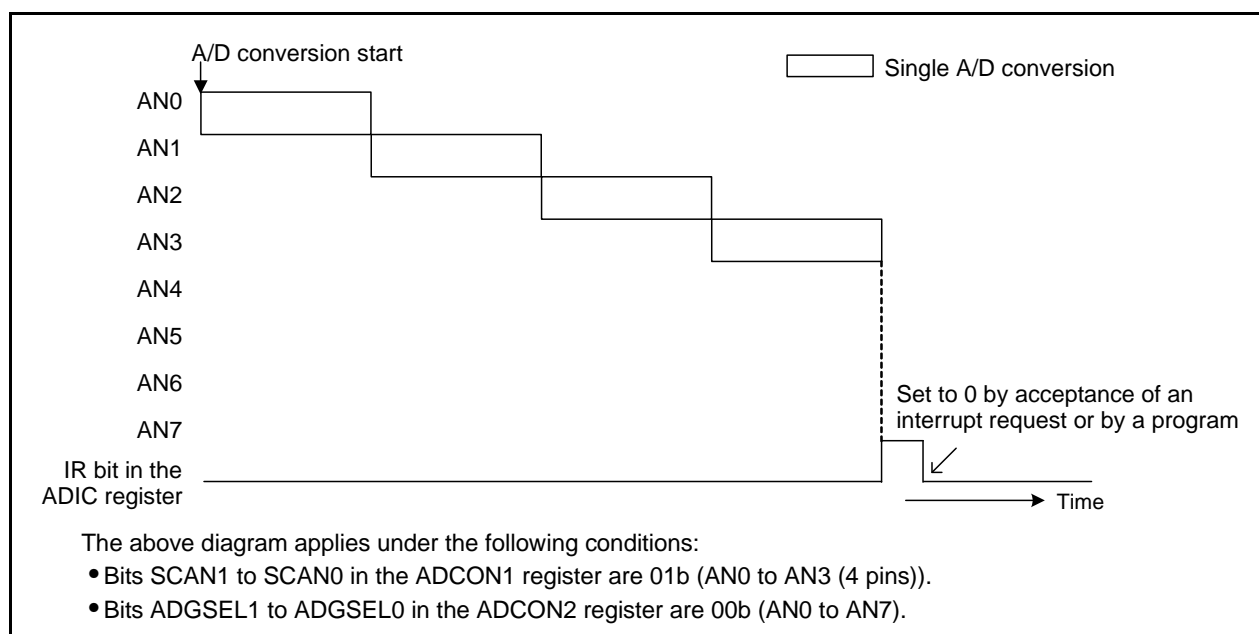 A/D conversion start
Single A/D conversion
AN0
AN1
AN2
AN3
AN4
AN5
AN6
AN7
Set to 0 by acceptance of an
interrupt request or by a program
IR bit in the
ADIC register
Time
The above diagram applies under the following conditions:
• Bits SCAN1 to SCAN0 in the ADCON1 register are 01b (AN0 to AN3 (4 pins)).
• Bits ADGSEL1 to ADGSEL0 in the ADCON2 register are 00b (AN0 to AN7).